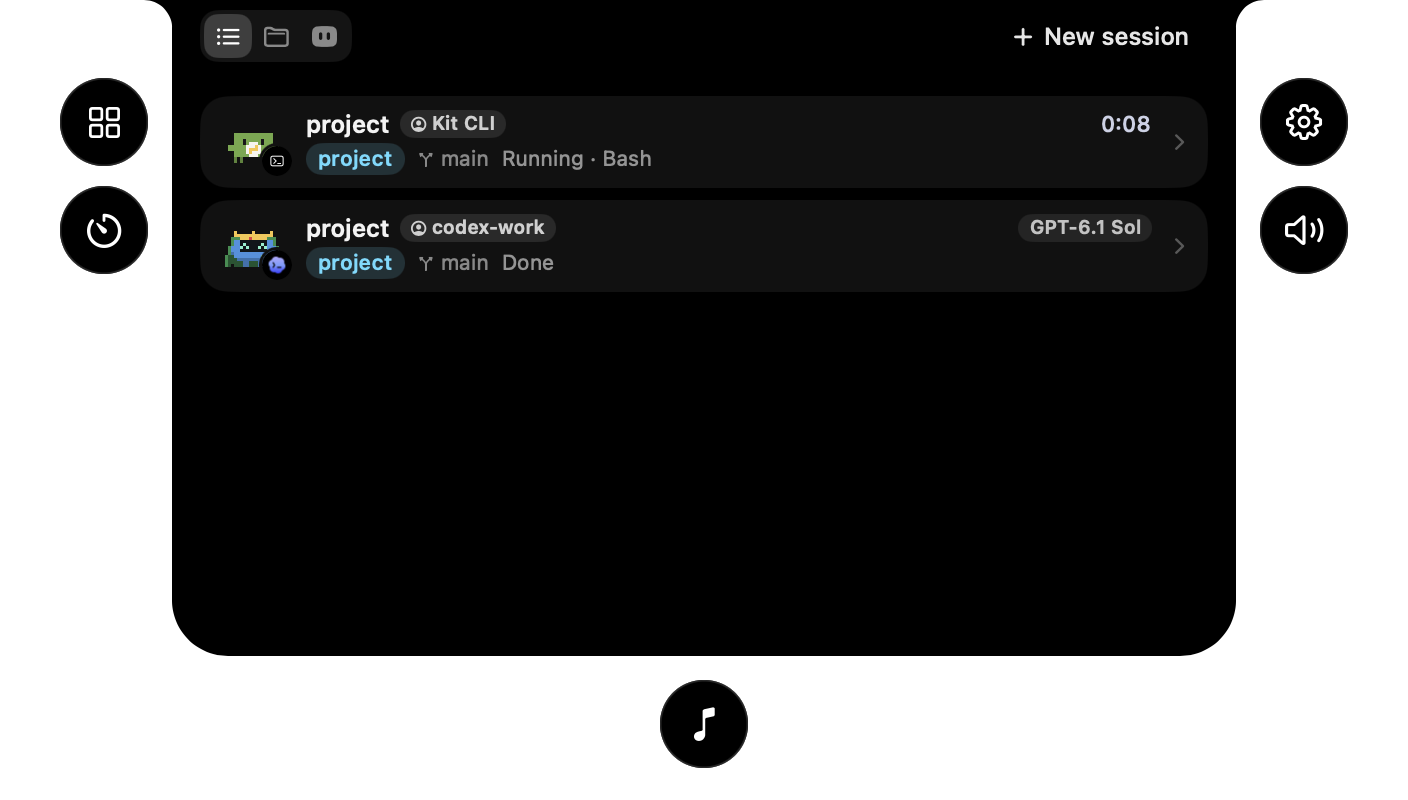 New session
project Kit CLI 0:08
project main Running · Bash
project codex-work GPT-6.1 Sol
project main Done